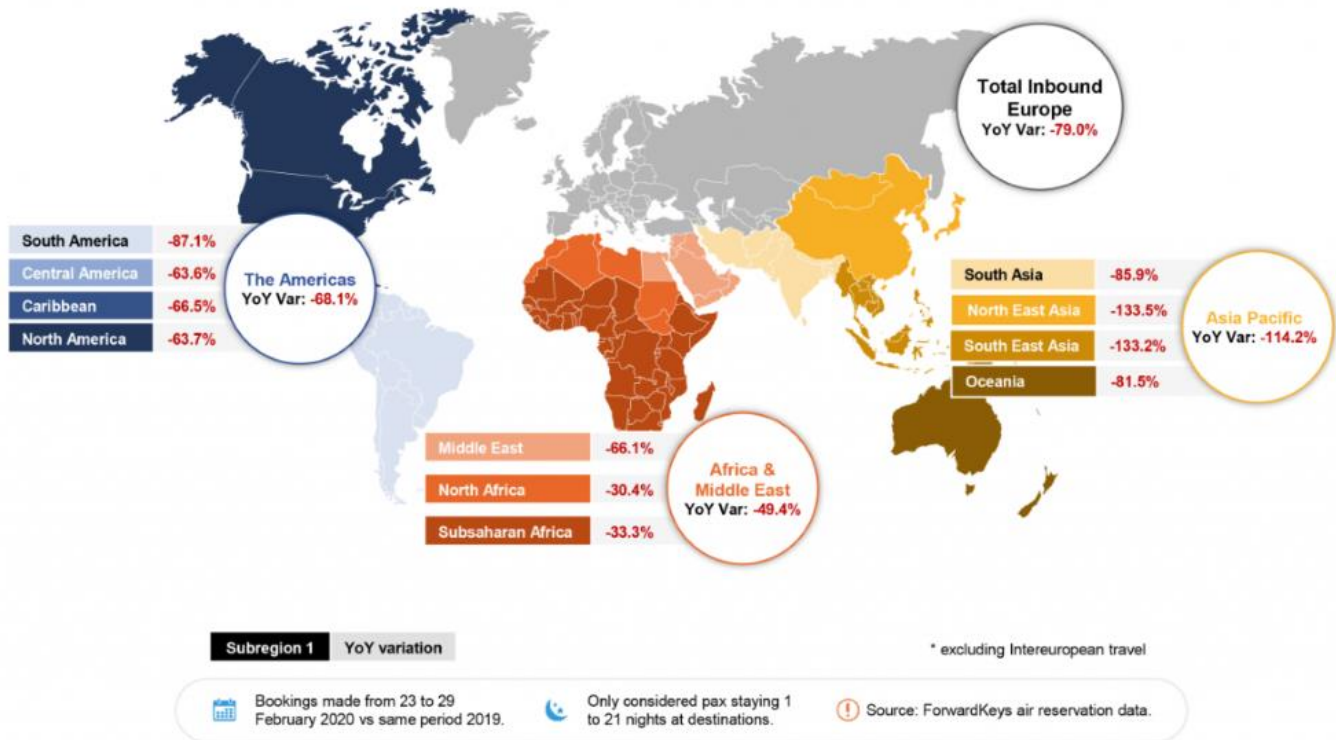 Total Inbound
Europe
YoY Var: -79.0%
South America -87.1%
Central America -63.6%
Caribbean -66.5%
North America -63.7%
The Americas
YoY Var: -68.1%
South Asia -85.9%
North East Asia -133.5%
South East Asia -133.2%
Oceania -81.5%
Asia Pacific
YoY Var: -114.2%
Middle East -66.1%
North Africa -30.4%
Subsaharan Africa -33.3%
Africa &
Middle East
YoY Var: -49.4%
Subregion 1 YoY variation
* excluding Intereuropean travel
Bookings made from 23 to 29
February 2020 vs same period 2019.
Only considered pax staying 1
to 21 nights at destinations.
Source: ForwardKeys air reservation data.